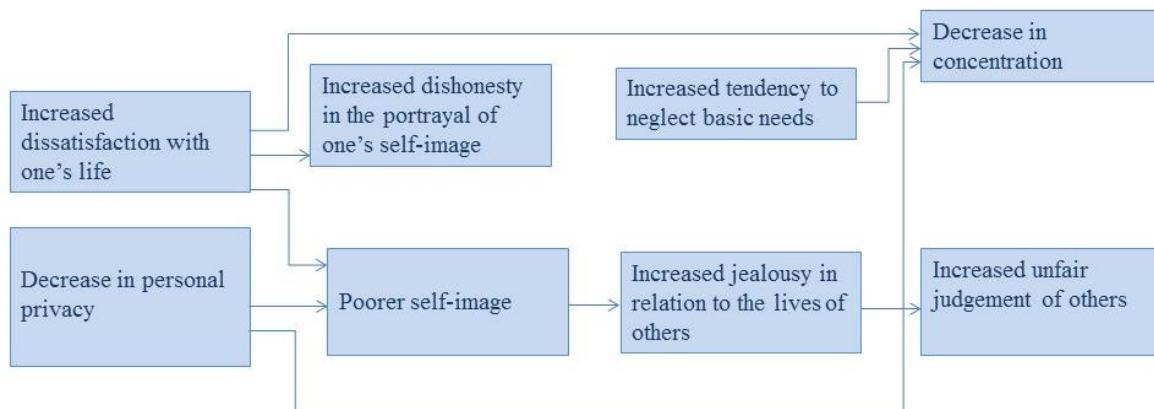 Decrease in
concentration
Increased dishonesty
in the portrayal of
one's self-image
Increased tendency to
neglect basic needs
Increased
dissatisfaction with
one's life
Decrease in personal
privacy
Poorer self-image
Increased jealousy in
relation to the lives of
others
Increased unfair
judgement of others